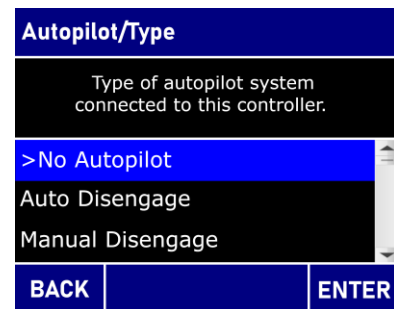 Autopilot/Type
Type of autopilot system
connected to this controller.
>No Autopilot
Auto Disengage
Manual Disengage
BACK
ENTER